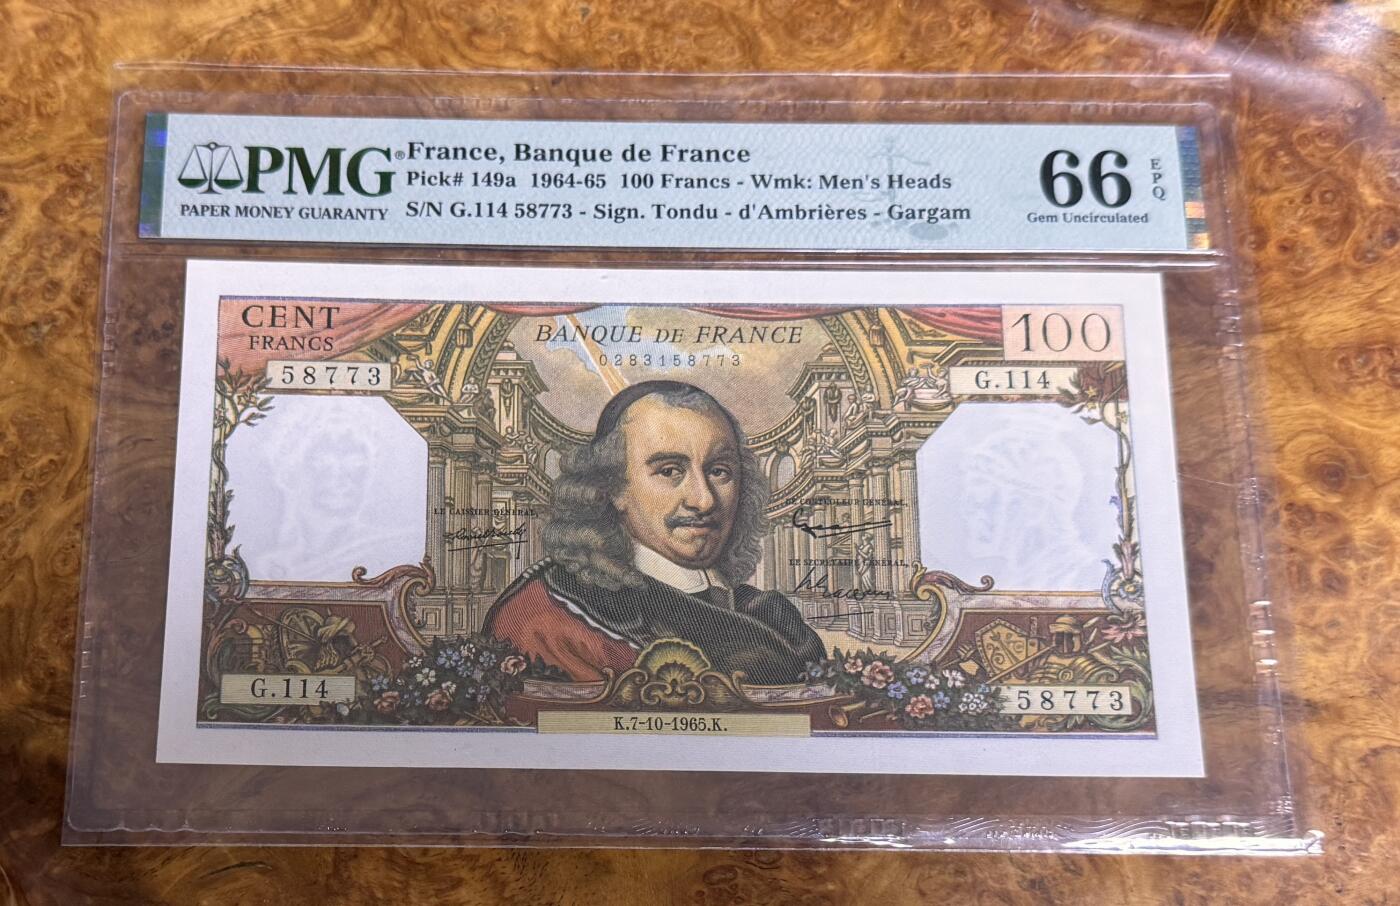 PMG®
PAPER MONEY GUARANTY
France, Banque de France
Pick# 149a 1964-65 100 Francs - Wmk: Men's Heads
S/N G.114 58773 - Sign. Tondu - d'Ambrières - Gargam
66
EPQ
Gem Uncirculated
CENT
FRANCS
BANQUE DE FRANCE
0283158773
100
58773
G.114
LE CAISSIER GÉNÉRAL,
LE CONTROLEUR GÉNÉRAL,
LE SECRÉTAIRE GÉNÉRAL,
G.114
58773
K.7-10-1965.K.